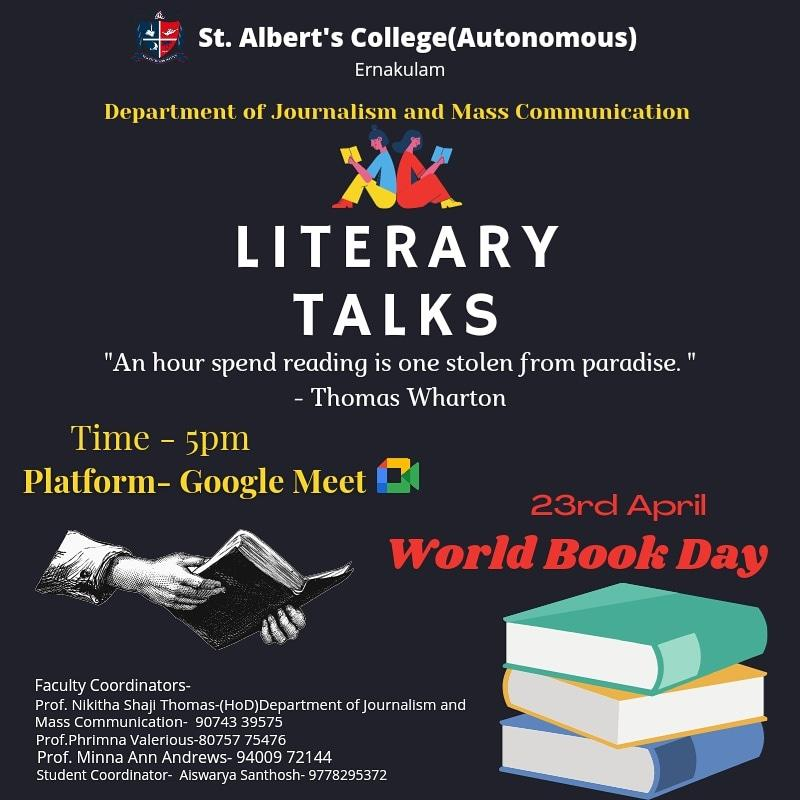 St. Albert's College(Autonomous)
Ernakulam
Department of Journalism and Mass Communication
LITERARY
TALKS
"An hour spend reading is one stolen from paradise. "
- Thomas Wharton
Time - 5pm
Platform- Google Meet
23rd April
World Book Day
Faculty Coordinators-
Prof. Nikitha Shaji Thomas-(HoD)Department of Journalism and
Mass Communication- 90743 39575
Prof.Phrimna Valerious-80757 75476
Prof. Minna Ann Andrews- 94009 72144
Student Coordinator- Aiswarya Santhosh- 9778295372